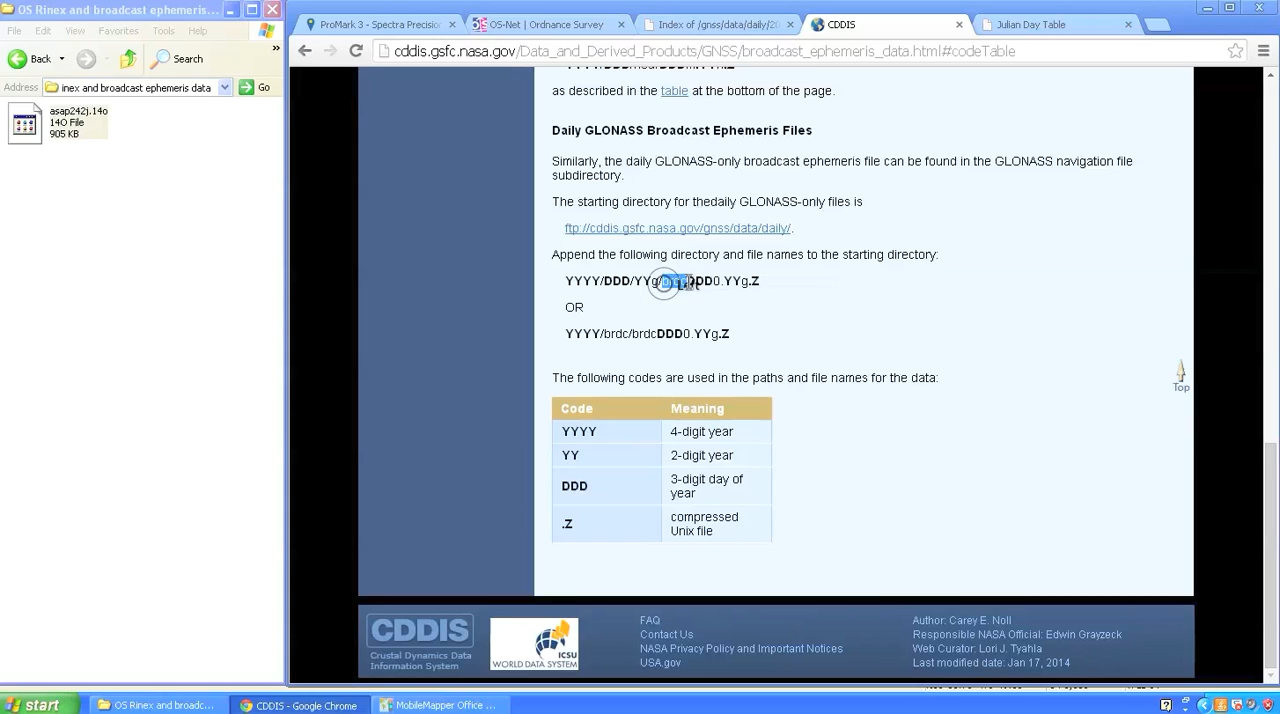 OS Rinex and broadcast ephemeris...
File Edit View Favorites Tools Help »
Back Search »
Address inex and broadcast ephemeris data Go
asap242j.14o
14O File
905 KB
ProMark 3 - Spectra Precisio
OS-Net | Ordnance Survey
Index of /gnss/data/daily/20
CDDIS
Julian Day Table
cddis.gsfc.nasa.gov/Data_and_Derived_Products/GNSS/broadcast_ephemeris_data.html#codeTable
as described in the table at the bottom of the page.
Daily GLONASS Broadcast Ephemeris Files
Similarly, the daily GLONASS-only broadcast ephemeris file can be found in the GLONASS navigation file
subdirectory.
The starting directory for thedaily GLONASS-only files is
ftp://cddis.gsfc.nasa.gov/gnss/data/daily/.
Append the following directory and file names to the starting directory:
YYYY/DDD/YYg/brdcDDD0.YYg.Z
OR
YYYY/brdc/brdcDDD0.YYg.Z
Top
The following codes are used in the paths and file names for the data:
Code Meaning
YYYY 4-digit year
YY 2-digit year
DDD 3-digit day of
year
.Z compressed
Unix file
CDDIS
Crustal Dynamics Data
Information System
ICSU
WORLD DATA SYSTEM
FAQ
Contact Us
NASA Privacy Policy and Important Notices
USA.gov
Author: Carey E. Noll
Responsible NASA Official: Edwin Grayzeck
Web Curator: Lori J. Tyahla
Last modified date: Jan 17, 2014
start
OS Rinex and broadc...
CDDIS - Google Chrome
MobileMapper Office ...